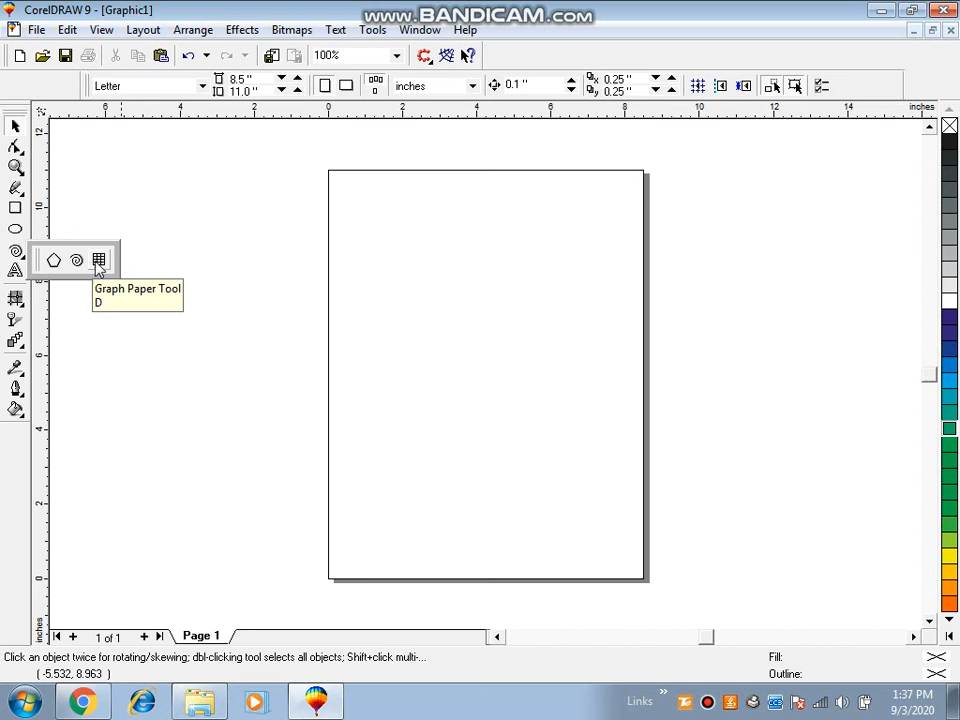 CorelDRAW 9 - [Graphic1]
www.BANDICAM.com
File Edit View Layout Arrange Effects Bitmaps Text Tools Window Help
100%
Letter
8.5 "
11.0 "
inches
0.1 "
0.25 "
0.25 "
6 4 2 0 2 4 6 8 10 12 14 inches
12
10
8
6
4
2
0
inches
Graph Paper Tool
D
1 of 1
Page 1
Click an object twice for rotating/skewing; dbl-clicking tool selects all objects; Shift+click multi-...
Fill:
( -5.532, 8.963 )
Outline:
Links
1:37 PM
9/3/2020